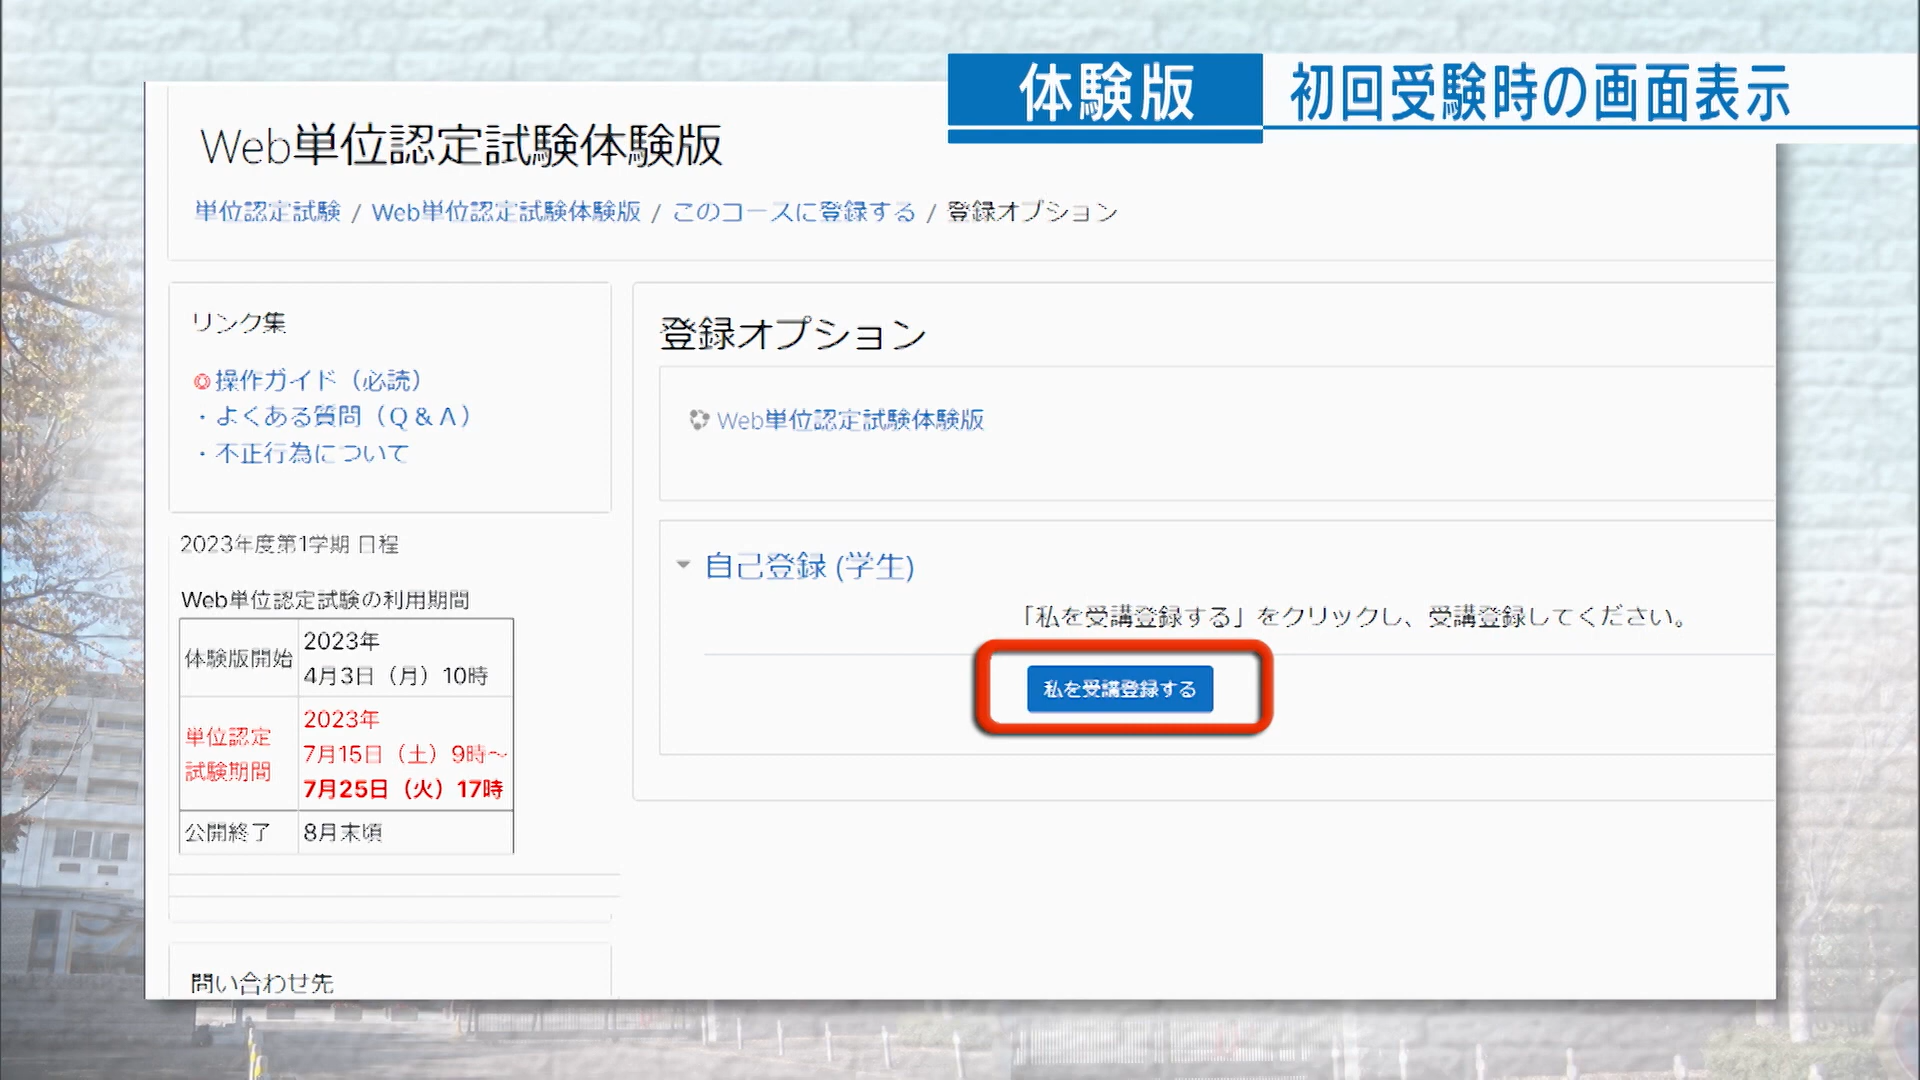 体験版 初回受験時の画面表示
Web単位認定試験体験版
単位認定試験 / Web単位認定試験体験版 / このコースに登録する / 登録オプション
リンク集
◎操作ガイド（必読）
・よくある質問（Q＆A）
・不正行為について
2023年度第1学期 日程
Web単位認定試験の利用期間
体験版開始
2023年
4月3日（月）10時
単位認定
試験期間
2023年
7月15日（土）9時～
7月25日（火）17時
公開終了
8月末頃
問い合わせ先
登録オプション
Web単位認定試験体験版
自己登録 (学生)
「私を受講登録する」をクリックし、受講登録してください。
私を受講登録する